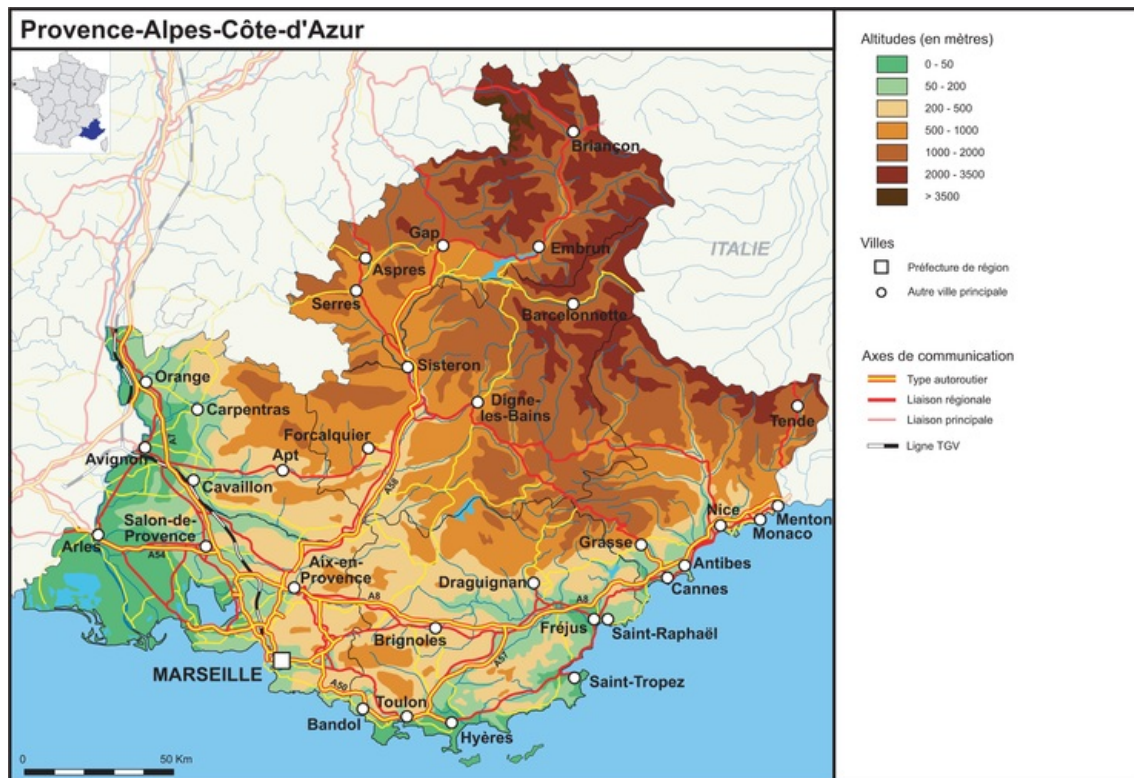 Provence-Alpes-Côte-d'Azur
Briançon
Gap
Embrun
ITALIE
Aspres
Serres
Barcelonnette
Sisteron
Orange
Carpentras
Digne-
les-Bains
Tende
Forcalquier
A7
Avignon
Apt
Cavaillon
A58
Nice
Menton
Monaco
Salon-de-
Provence
Arles
A54
Grasse
Aix-en-
Provence
Antibes
Draguignan
Cannes
A8
A8
Fréjus
Saint-Raphaël
Brignoles
MARSEILLE
A57
Saint-Tropez
A50
Toulon
Bandol
Hyères
0
50 Km
Altitudes (en mètres)
0 - 50
50 - 200
200 - 500
500 - 1000
1000 - 2000
2000 - 3500
> 3500
Villes
Préfecture de région
Autre ville principale
Axes de communication
Type autoroutier
Liaison régionale
Liaison principale
Ligne TGV